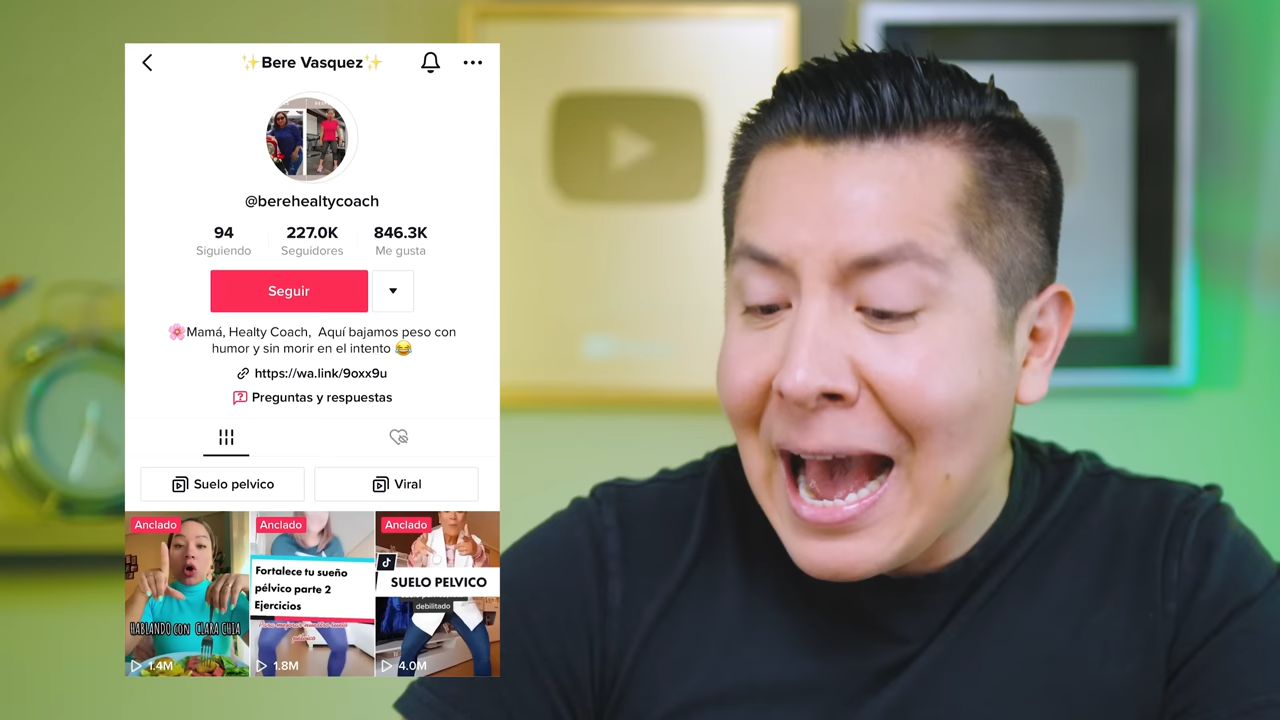 ✨Bere Vasquez✨
@berehealtycoach
94
227.0K
846.3K
Siguiendo
Seguidores
Me gusta
Seguir
🌸Mamá, Healty Coach, Aquí bajamos peso con
humor y sin morir en el intento 😂
https://wa.link/9oxx9u
Preguntas y respuestas
Suelo pelvico
Viral
Anclado
HABLANDO con CLARA CHIA
1.4M
Anclado
Fortalece tu sueño
pélvico parte 2
Ejercicios
1.8M
Anclado
SUELO PELVICO
debilitado
4.0M